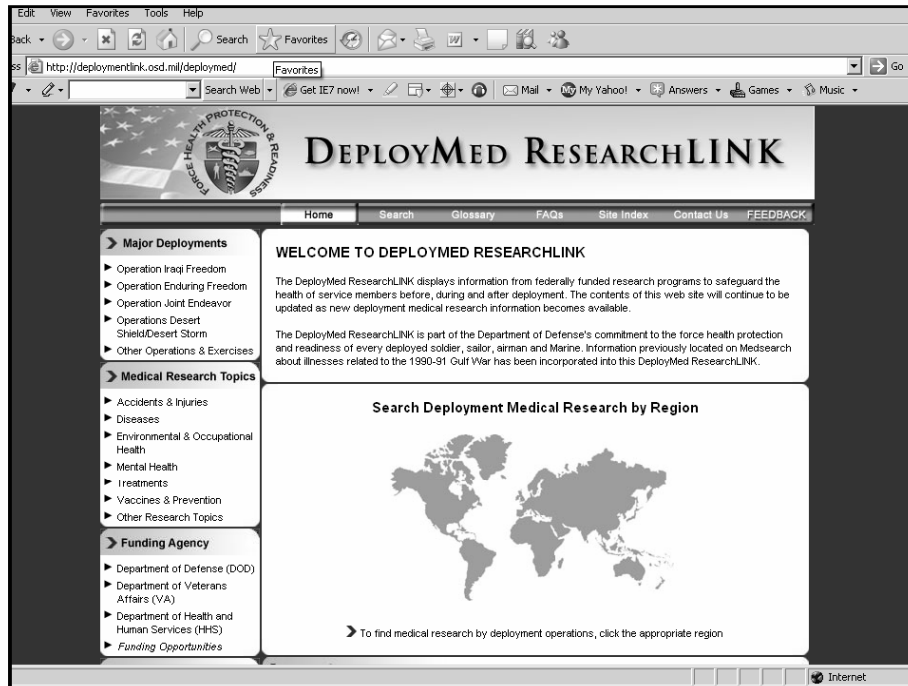 Edit View Favorites Tools Help
Back Search Favorites
ss http://deploymentlink.osd.mil/deploymed/ Go
Favorites
Search Web Get IE7 now! Mail My Yahoo! Answers Games Music
FORCE HEALTH PROTECTION & READINESS
DEPLOYMED RESEARCHLINK
Home Search Glossary FAQs Site Index Contact Us FEEDBACK
Major Deployments
Operation Iraqi Freedom
Operation Enduring Freedom
Operation Joint Endeavor
Operations Desert
Shield/Desert Storm
Other Operations & Exercises
Medical Research Topics
Accidents & Injuries
Diseases
Environmental & Occupational
Health
Mental Health
Treatments
Vaccines & Prevention
Other Research Topics
Funding Agency
Department of Defense (DOD)
Department of Veterans
Affairs (VA)
Department of Health and
Human Services (HHS)
Funding Opportunities
WELCOME TO DEPLOYMED RESEARCHLINK
The DeployMed ResearchLINK displays information from federally funded research programs to safeguard the
health of service members before, during and after deployment. The contents of this web site will continue to be
updated as new deployment medical research information becomes available.
The DeployMed ResearchLINK is part of the Department of Defense's commitment to the force health protection
and readiness of every deployed soldier, sailor, airman and Marine. Information previously located on Medsearch
about illnesses related to the 1990-91 Gulf War has been incorporated into this DeployMed ResearchLINK.
Search Deployment Medical Research by Region
To find medical research by deployment operations, click the appropriate region
Internet